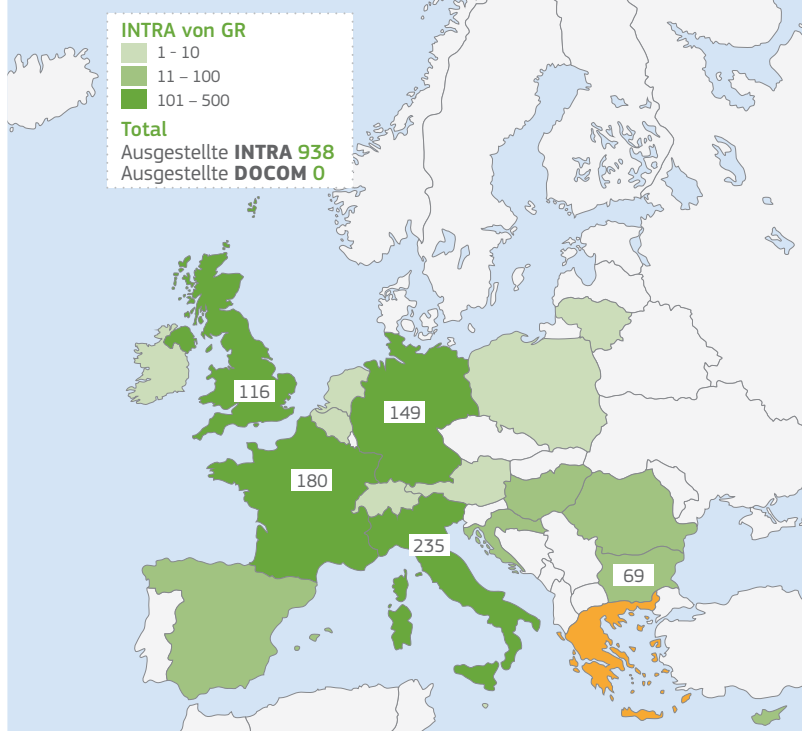 INTRA von GR
1 - 10
11 – 100
101 – 500
Total
Ausgestellte INTRA 938
Ausgestellte DOCOM 0
116
149
180
235
69